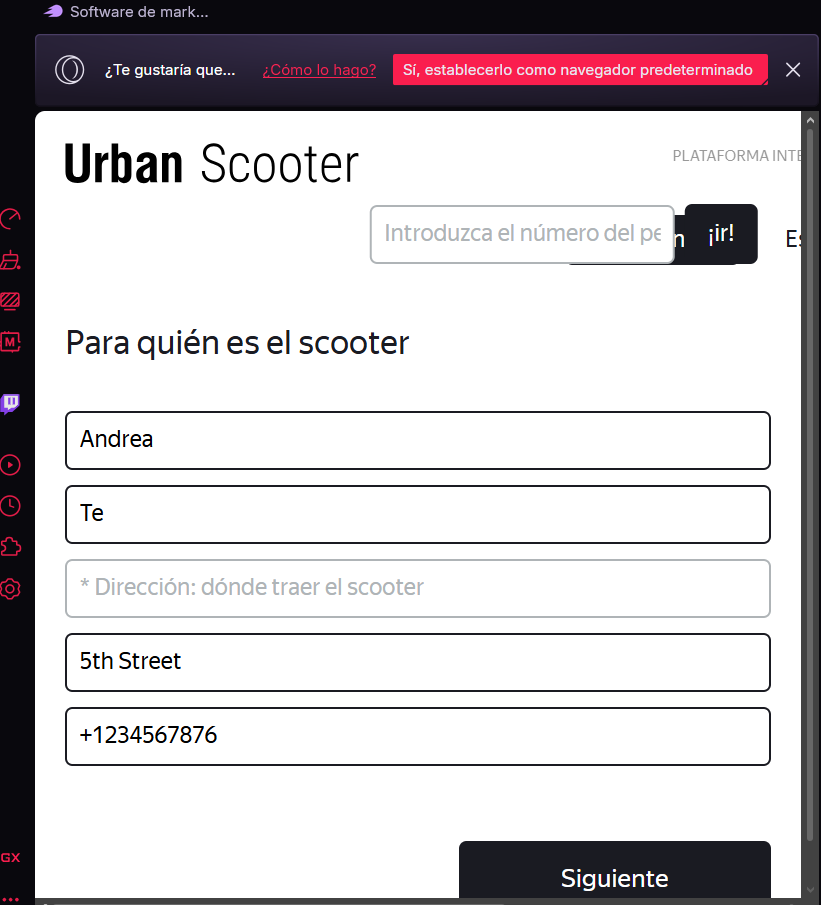 Software de mark...
¿Te gustaría que... ¿Cómo lo hago? Sí, establecerlo como navegador predeterminado
Urban Scooter
PLATAFORMA INTE
Introduzca el número del pe
n ¡ir! Es
Para quién es el scooter
M
Andrea
Te
* Dirección: dónde traer el scooter
5th Street
+1234567876
GX
Siguiente